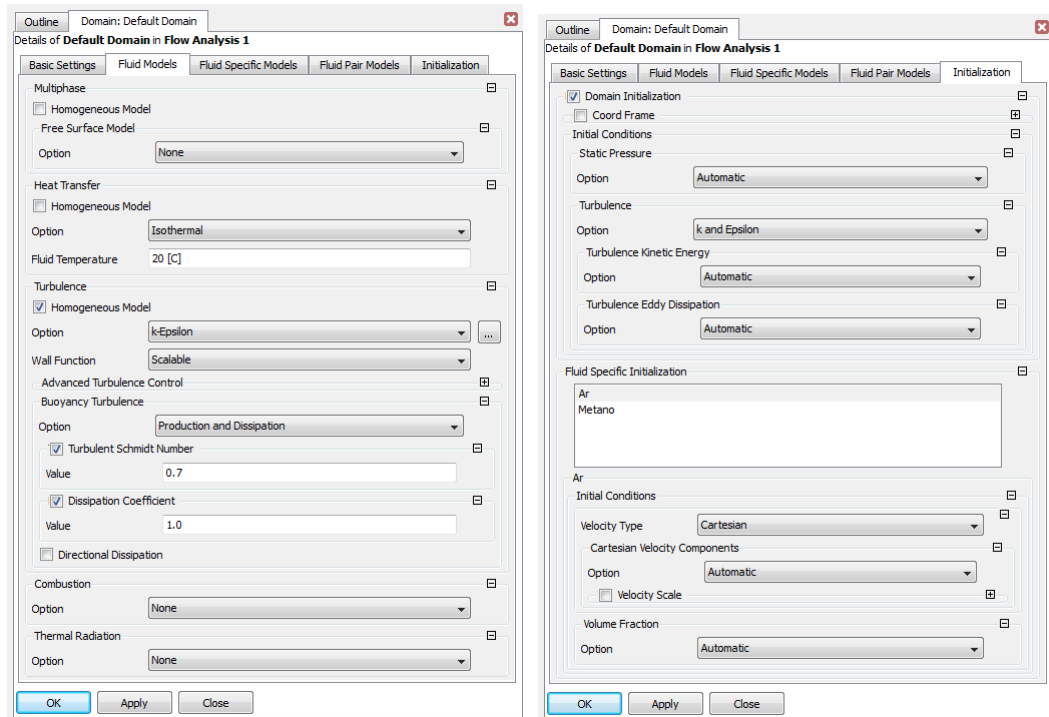 Outline Domain: Default Domain
Details of Default Domain in Flow Analysis 1
Basic Settings Fluid Models Fluid Specific Models Fluid Pair Models Initialization
Multiphase
Homogeneous Model
Free Surface Model
Option None
Heat Transfer
Homogeneous Model
Option Isothermal
Fluid Temperature 20 [C]
Turbulence
Homogeneous Model
Option k-Epsilon ...
Wall Function Scalable
Advanced Turbulence Control
Buoyancy Turbulence
Option Production and Dissipation
Turbulent Schmidt Number
Value 0.7
Dissipation Coefficient
Value 1.0
Directional Dissipation
Combustion
Option None
Thermal Radiation
Option None
OK Apply Close
Outline Domain: Default Domain
Details of Default Domain in Flow Analysis 1
Basic Settings Fluid Models Fluid Specific Models Fluid Pair Models Initialization
Domain Initialization
Coord Frame
Initial Conditions
Static Pressure
Option Automatic
Turbulence
Option k and Epsilon
Turbulence Kinetic Energy
Option Automatic
Turbulence Eddy Dissipation
Option Automatic
Fluid Specific Initialization
Ar
Metano
Ar
Initial Conditions
Velocity Type Cartesian
Cartesian Velocity Components
Option Automatic
Velocity Scale
Volume Fraction
Option Automatic
OK Apply Close